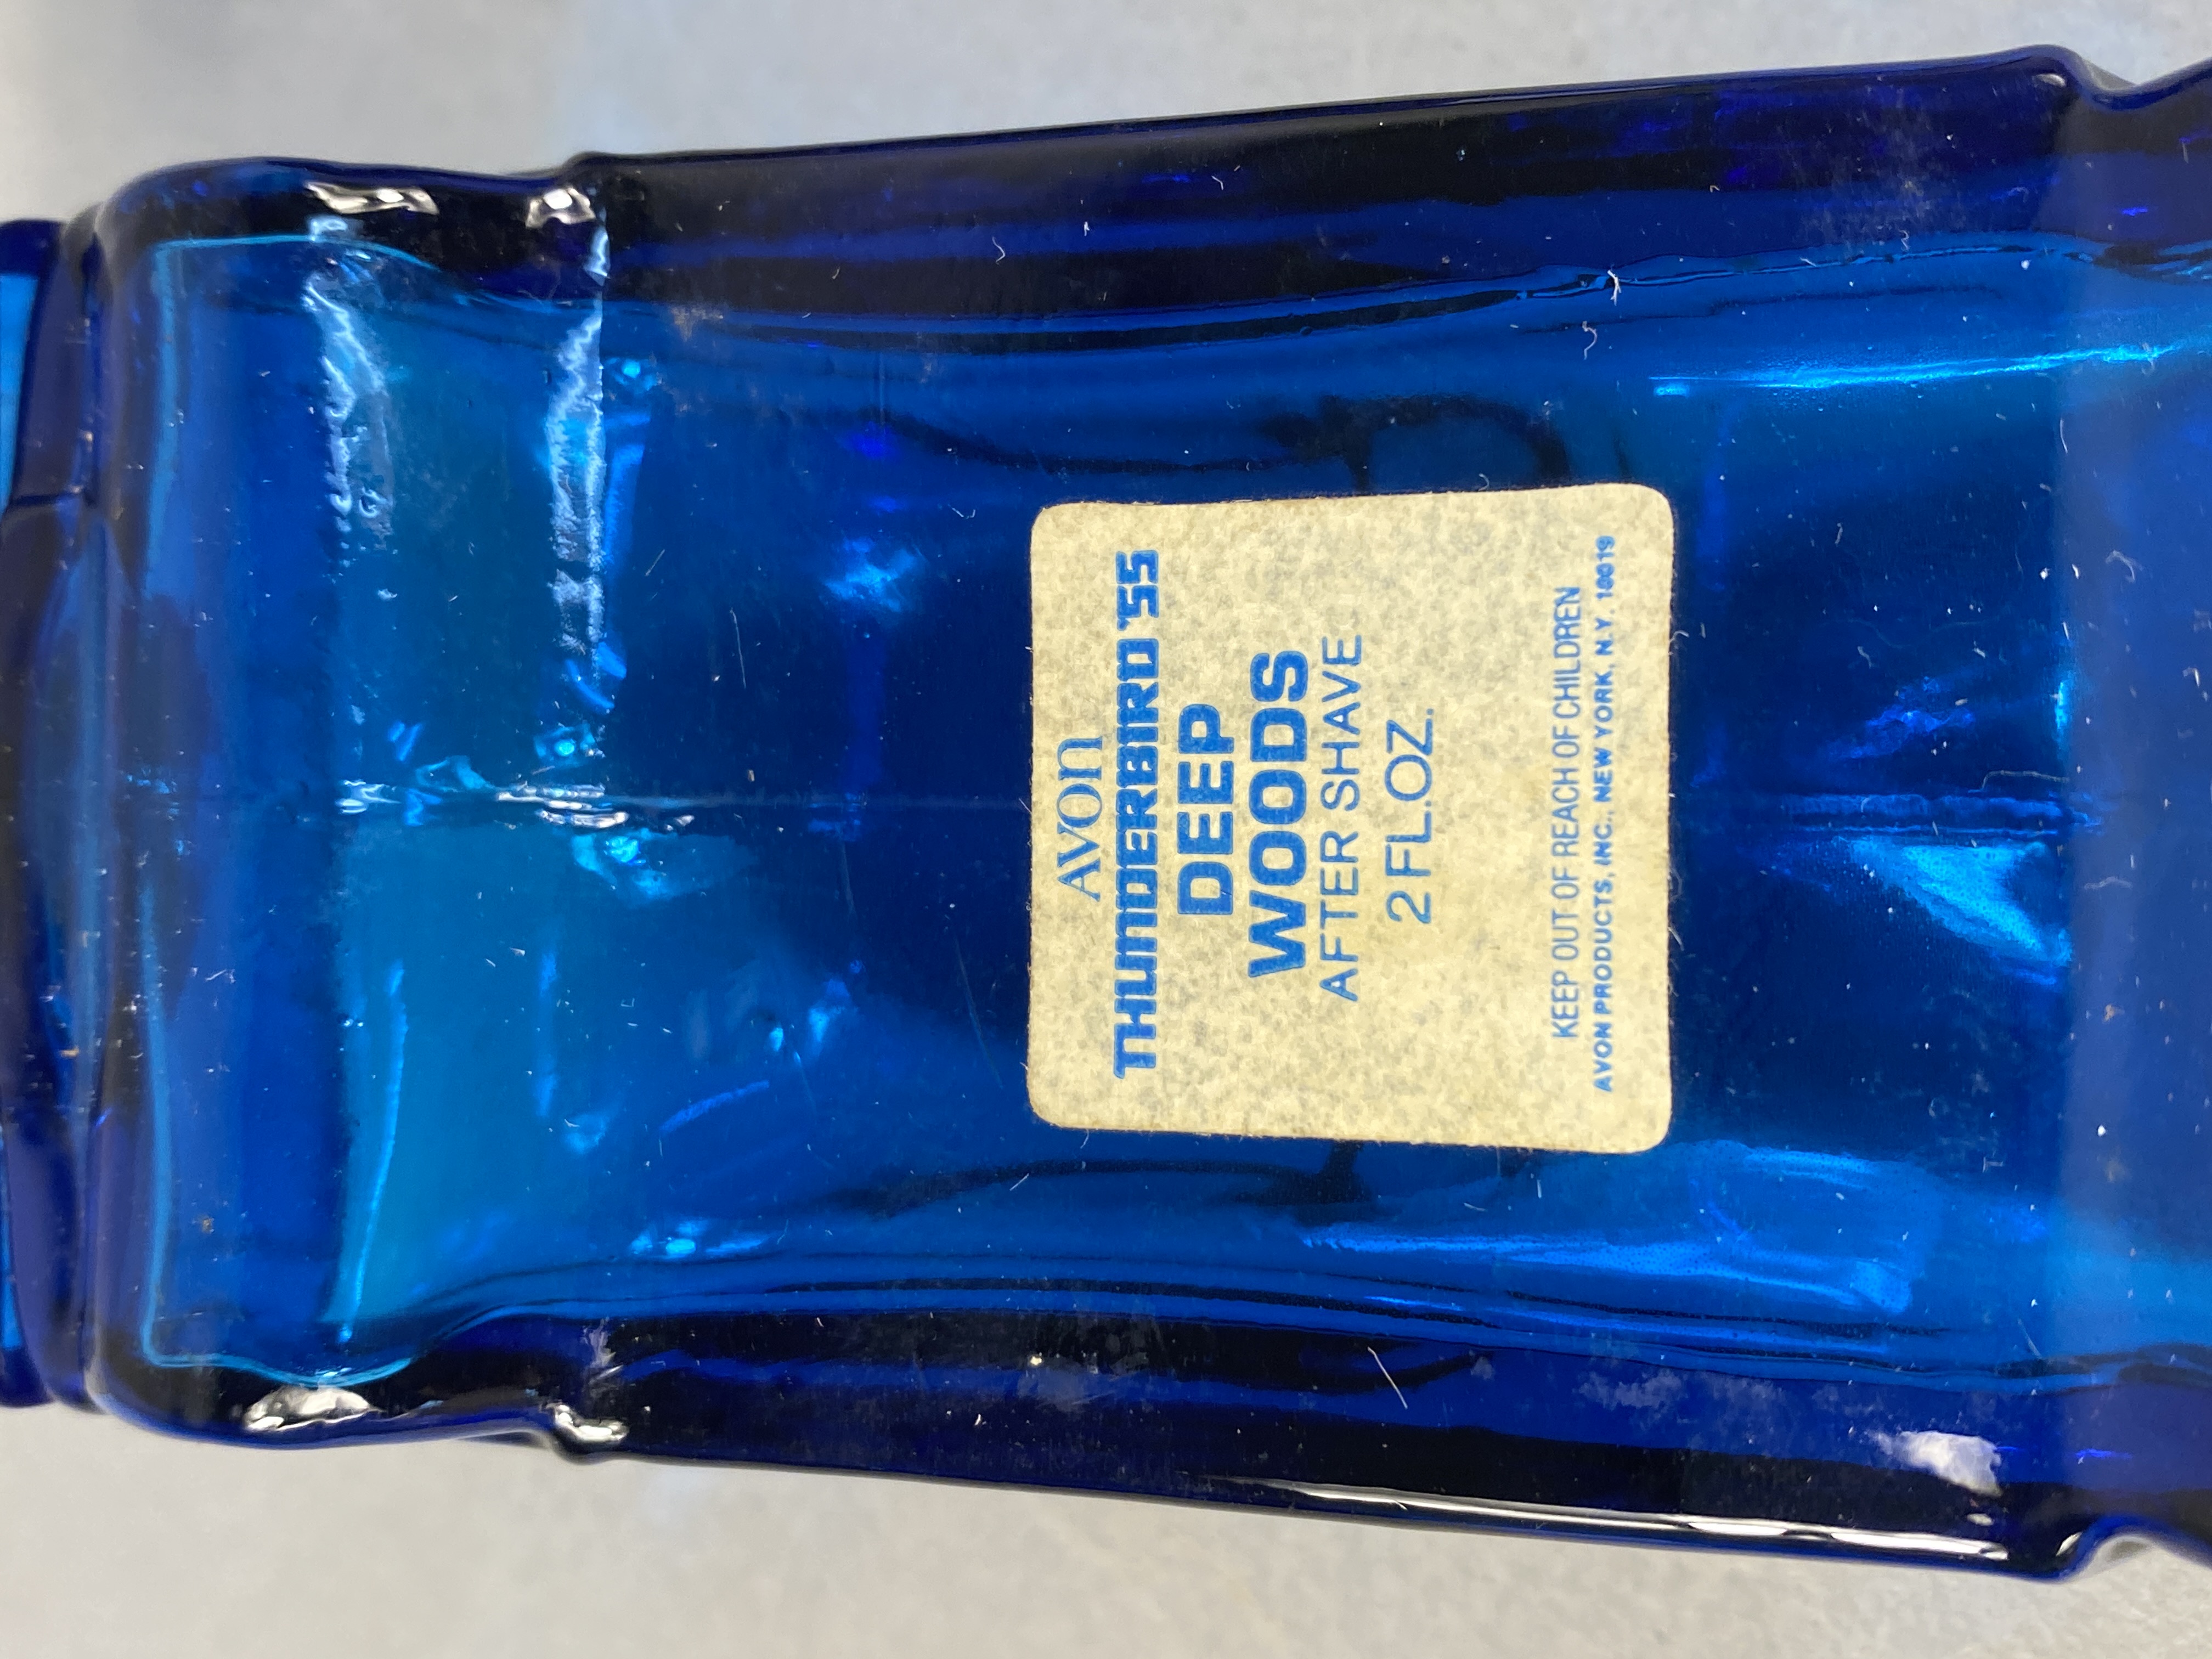 AVON
THUNDERBIRD '55
DEEP
WOODS
AFTER SHAVE
2 FL.OZ.
KEEP OUT OF REACH OF CHILDREN
AVON PRODUCTS, INC., NEW YORK, N.Y. 10019